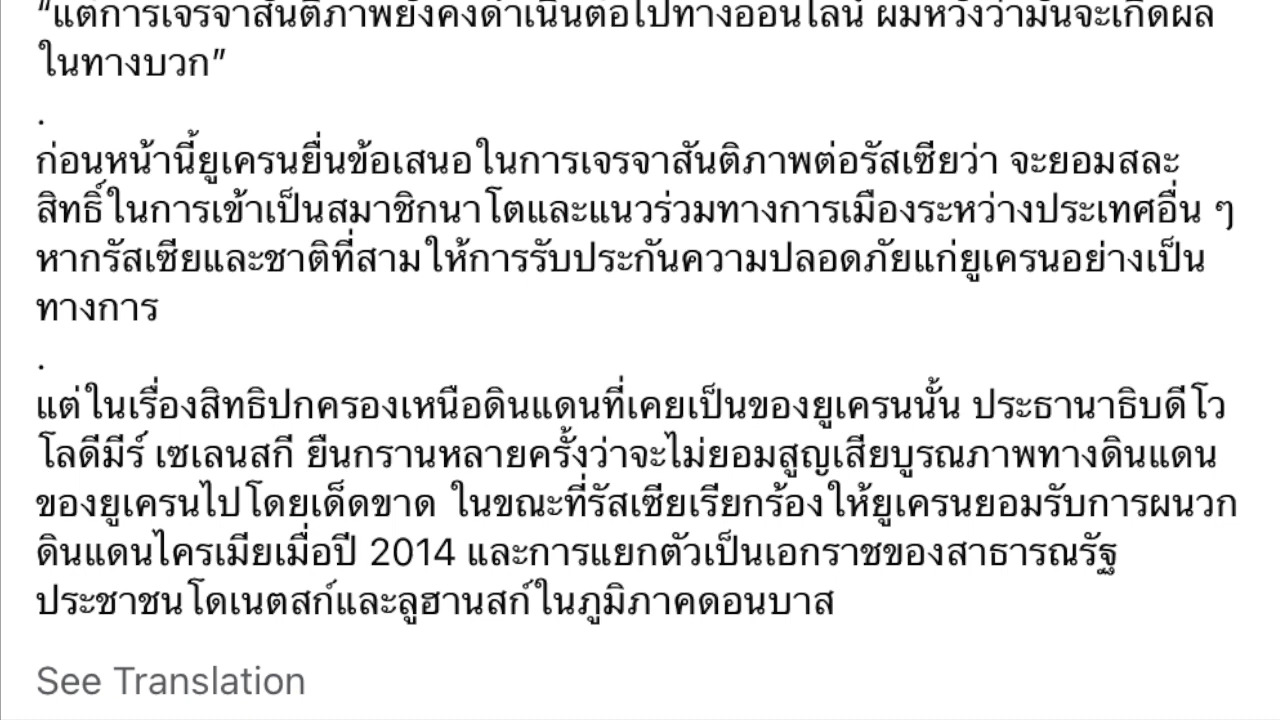 "แต่การเจรจาสันติภาพยังคงดำเนินต่อไปทางออนไลน์ ผมหวังว่ามันจะเกิดผล
ในทางบวก"
.
ก่อนหน้านี้ยูเครนยื่นข้อเสนอในการเจรจาสันติภาพต่อรัสเซียว่า จะยอมสละ
สิทธิ์ในการเข้าเป็นสมาชิกนาโตและแนวร่วมทางการเมืองระหว่างประเทศอื่น ๆ
หากรัสเซียและชาติที่สามให้การรับประกันความปลอดภัยแก่ยูเครนอย่างเป็น
ทางการ
.
แต่ในเรื่องสิทธิปกครองเหนือดินแดนที่เคยเป็นของยูเครนนั้น ประธานาธิบดีโว
โลดีมีร์ เซเลนสกี ยืนกรานหลายครั้งว่าจะไม่ยอมสูญเสียบูรณภาพทางดินแดน
ของยูเครนไปโดยเด็ดขาด ในขณะที่รัสเซียเรียกร้องให้ยูเครนยอมรับการผนวก
ดินแดนไครเมียเมื่อปี 2014 และการแยกตัวเป็นเอกราชของสาธารณรัฐ
ประชาชนโดเนตสก์และลูฮานสก์ในภูมิภาคดอนบาส
See Translation